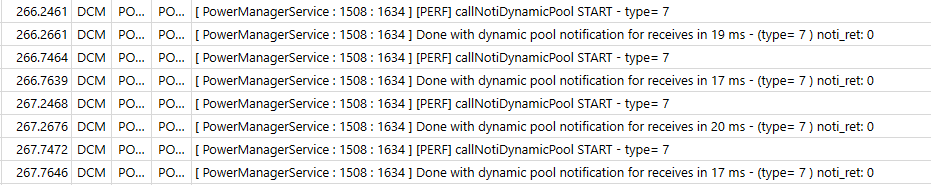 266.2461 DCM PO... PO... [ PowerManagerService : 1508 : 1634 ] [PERF] callNotiDynamicPool START - type= 7
266.2661 DCM PO... PO... [ PowerManagerService : 1508 : 1634 ] Done with dynamic pool notification for receives in 19 ms - (type= 7 ) noti_ret: 0
266.7464 DCM PO... PO... [ PowerManagerService : 1508 : 1634 ] [PERF] callNotiDynamicPool START - type= 7
266.7639 DCM PO... PO... [ PowerManagerService : 1508 : 1634 ] Done with dynamic pool notification for receives in 17 ms - (type= 7 ) noti_ret: 0
267.2468 DCM PO... PO... [ PowerManagerService : 1508 : 1634 ] [PERF] callNotiDynamicPool START - type= 7
267.2676 DCM PO... PO... [ PowerManagerService : 1508 : 1634 ] Done with dynamic pool notification for receives in 20 ms - (type= 7 ) noti_ret: 0
267.7472 DCM PO... PO... [ PowerManagerService : 1508 : 1634 ] [PERF] callNotiDynamicPool START - type= 7
267.7646 DCM PO... PO... [ PowerManagerService : 1508 : 1634 ] Done with dynamic pool notification for receives in 17 ms - (type= 7 ) noti_ret: 0